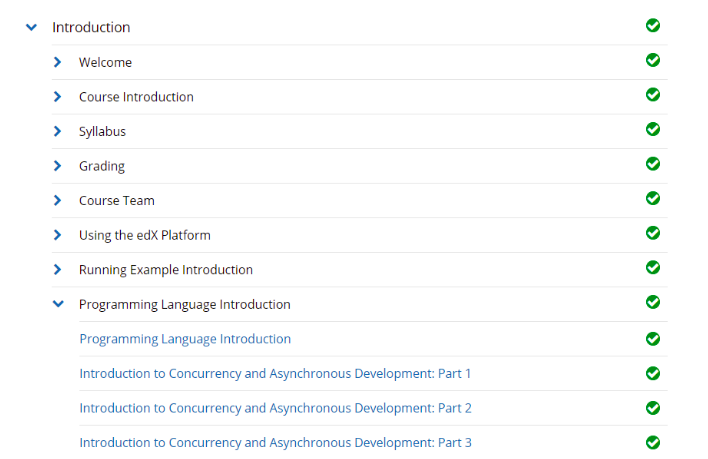 Introduction
Welcome
Course Introduction
Syllabus
Grading
Course Team
Using the edX Platform
Running Example Introduction
Programming Language Introduction
Programming Language Introduction
Introduction to Concurrency and Asynchronous Development: Part 1
Introduction to Concurrency and Asynchronous Development: Part 2
Introduction to Concurrency and Asynchronous Development: Part 3